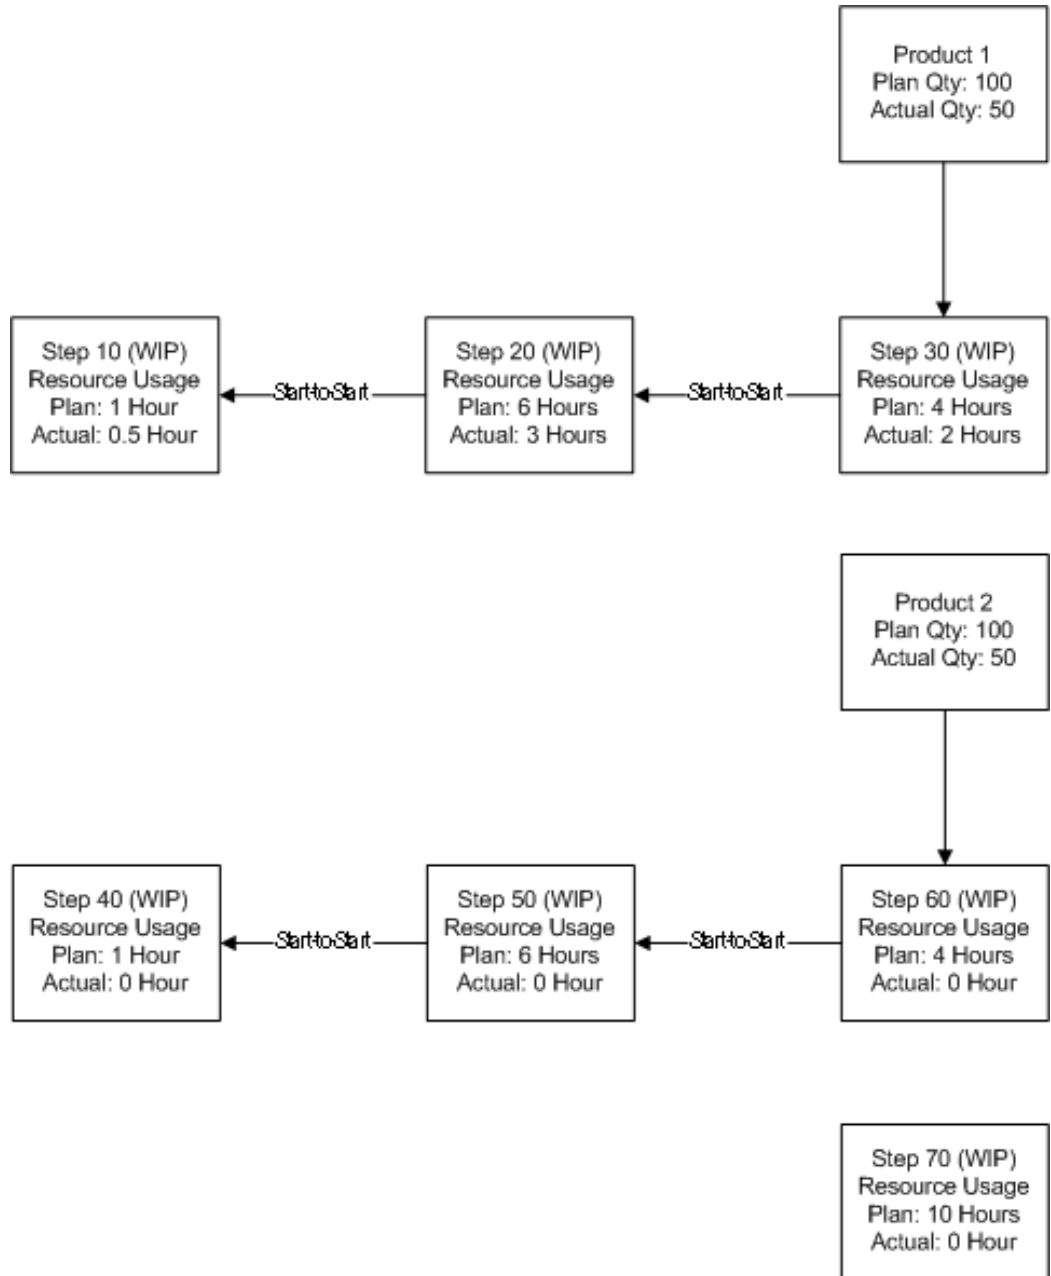 Product 1
Plan Qty: 100
Actual Qty: 50
Step 10 (WIP)
Resource Usage
Plan: 1 Hour
Actual: 0.5 Hour
Start-to-Start
Step 20 (WIP)
Resource Usage
Plan: 6 Hours
Actual: 3 Hours
Start-to-Start
Step 30 (WIP)
Resource Usage
Plan: 4 Hours
Actual: 2 Hours
Product 2
Plan Qty: 100
Actual Qty: 50
Step 40 (WIP)
Resource Usage
Plan: 1 Hour
Actual: 0 Hour
Start-to-Start
Step 50 (WIP)
Resource Usage
Plan: 6 Hours
Actual: 0 Hour
Start-to-Start
Step 60 (WIP)
Resource Usage
Plan: 4 Hours
Actual: 0 Hour
Step 70 (WIP)
Resource Usage
Plan: 10 Hours
Actual: 0 Hour